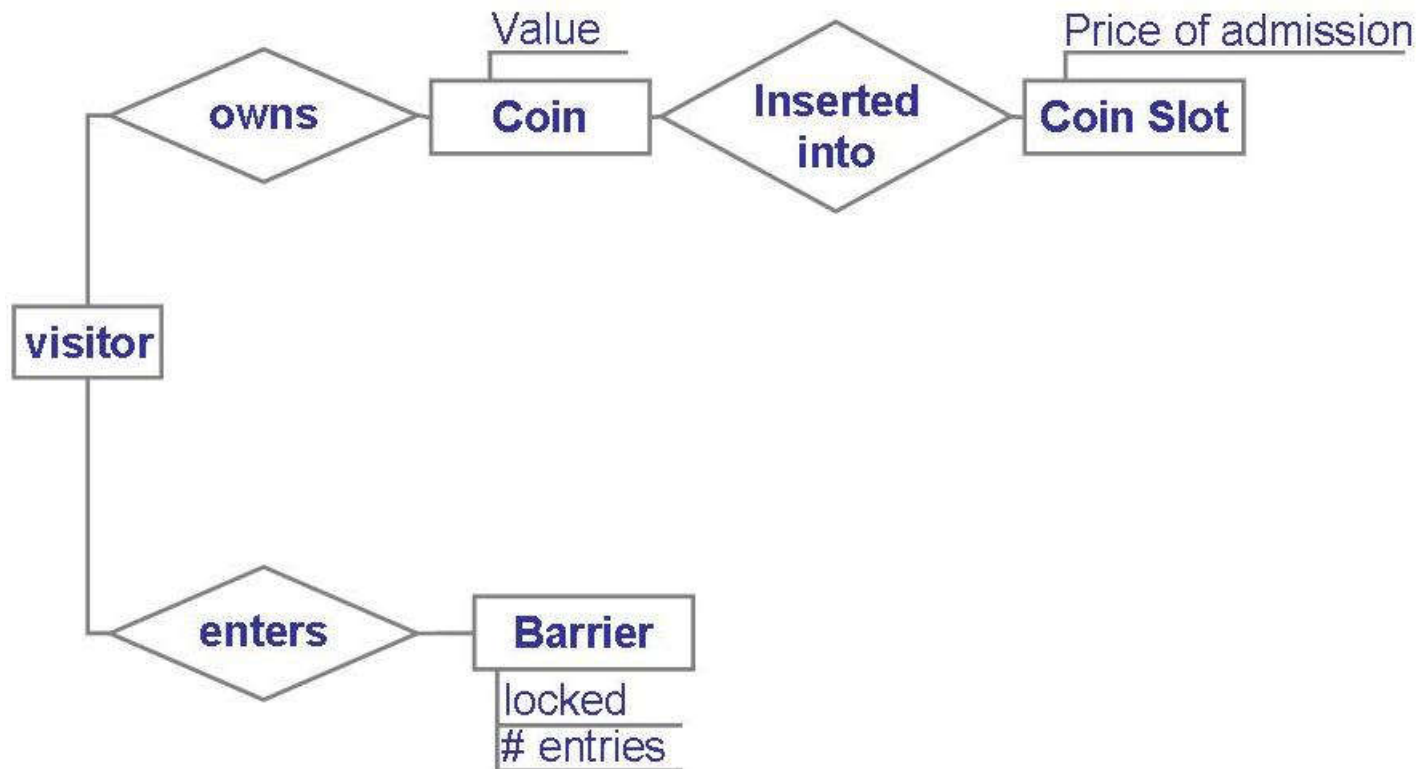 Value
Price of admission
owns
Coin
Inserted
into
Coin Slot
visitor
enters
Barrier
locked
# entries